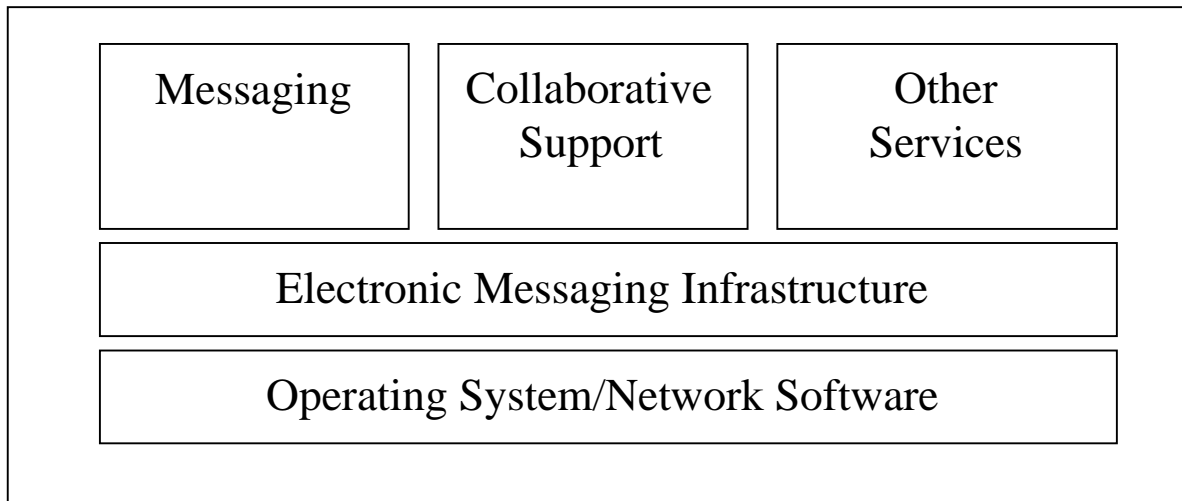 Messaging
Collaborative
Support
Other
Services
Electronic Messaging Infrastructure
Operating System/Network Software